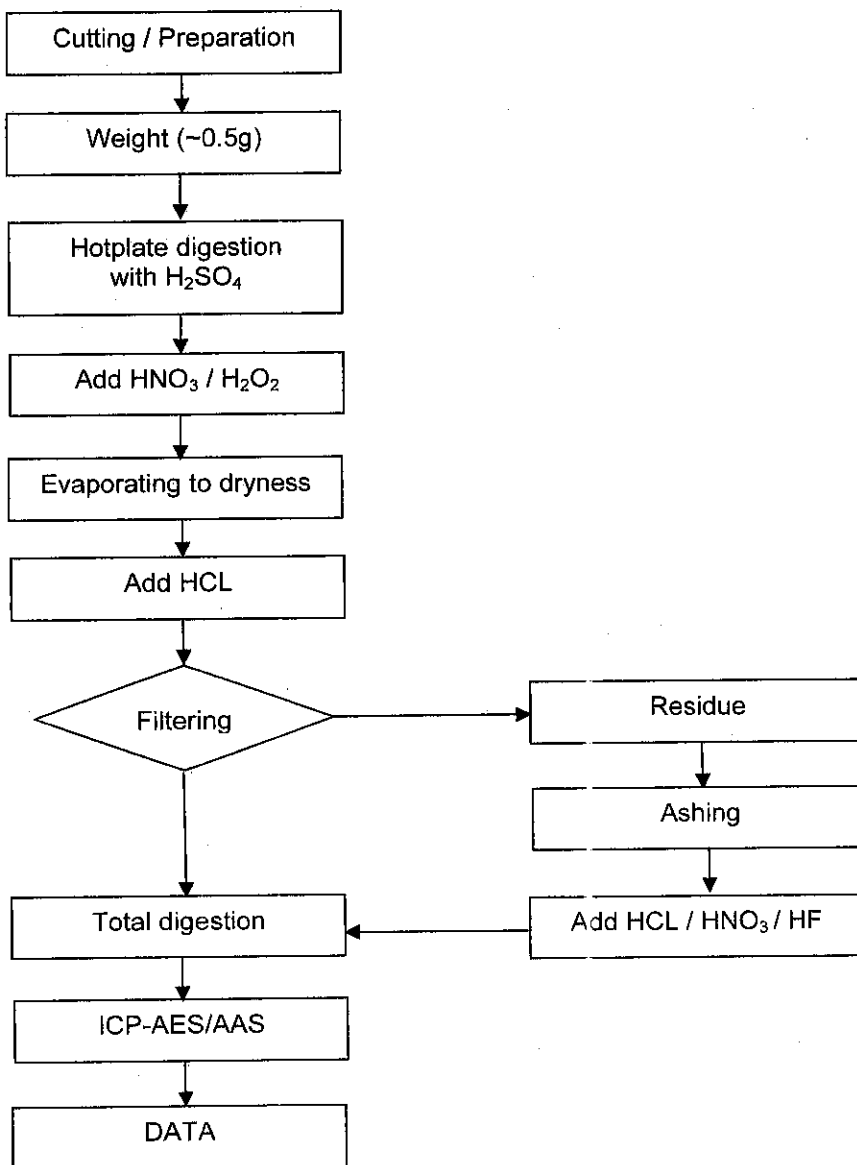 Cutting / Preparation
Weight (~0.5g)
Hotplate digestion
with H₂SO₄
Add HNO₃ / H₂O₂
Evaporating to dryness
Add HCL
Filtering
Residue
Ashing
Total digestion
Add HCL / HNO₃ / HF
ICP-AES/AAS
DATA